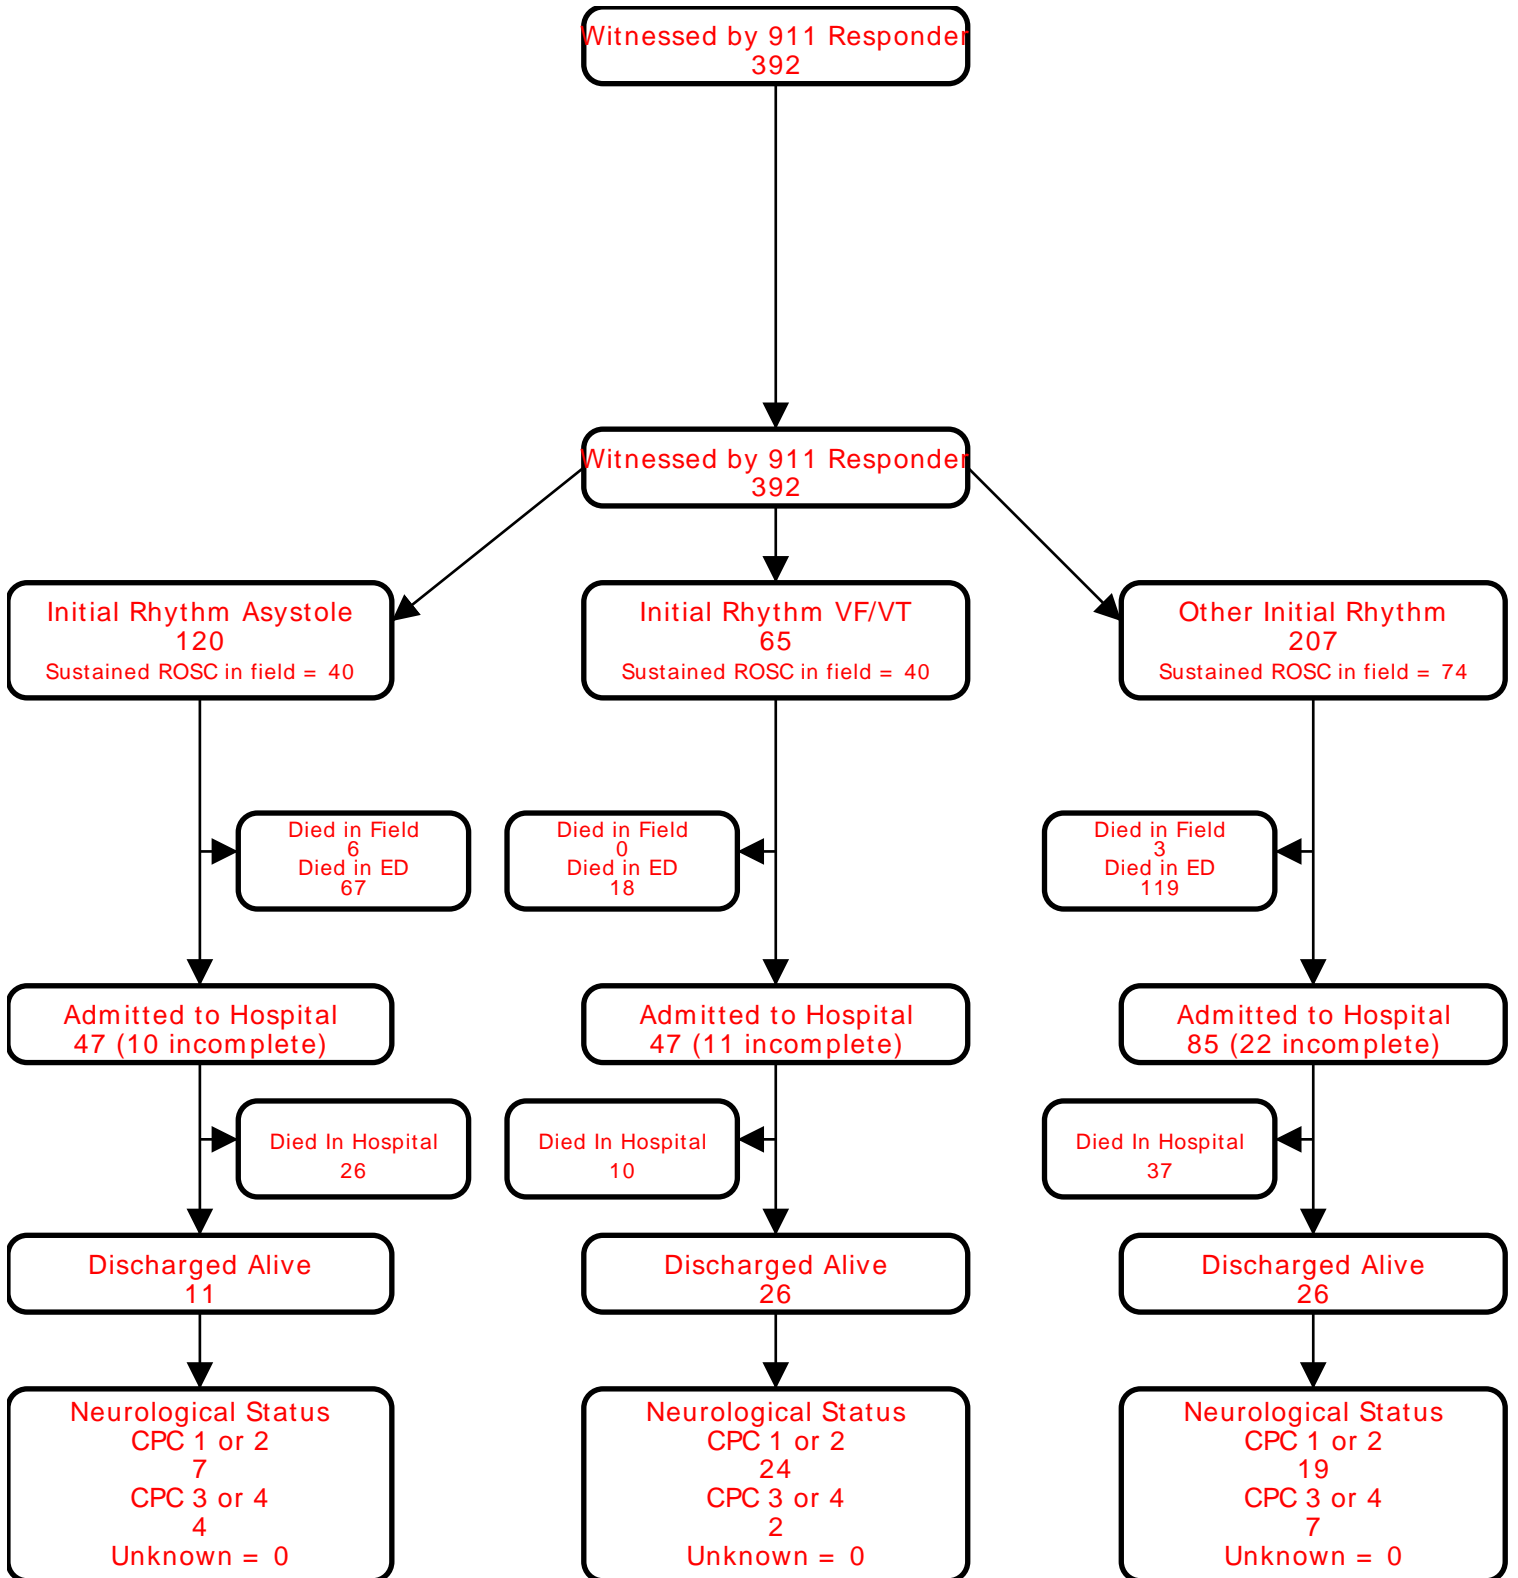 Witnessed by 911 Responder
392
Witnessed by 911 Responder
392
Initial Rhythm Asystole
120
Sustained ROSC in field = 40
Initial Rhythm VF/VT
65
Sustained ROSC in field = 40
Other Initial Rhythm
207
Sustained ROSC in field = 74
Died in Field
6
Died in ED
67
Died in Field
0
Died in ED
18
Died in Field
3
Died in ED
119
Admitted to Hospital
47 (10 incomplete)
Admitted to Hospital
47 (11 incomplete)
Admitted to Hospital
85 (22 incomplete)
Died In Hospital
26
Died In Hospital
10
Died In Hospital
37
Discharged Alive
11
Discharged Alive
26
Discharged Alive
26
Neurological Status
CPC 1 or 2
7
CPC 3 or 4
4
Unknown = 0
Neurological Status
CPC 1 or 2
24
CPC 3 or 4
2
Unknown = 0
Neurological Status
CPC 1 or 2
19
CPC 3 or 4
7
Unknown = 0